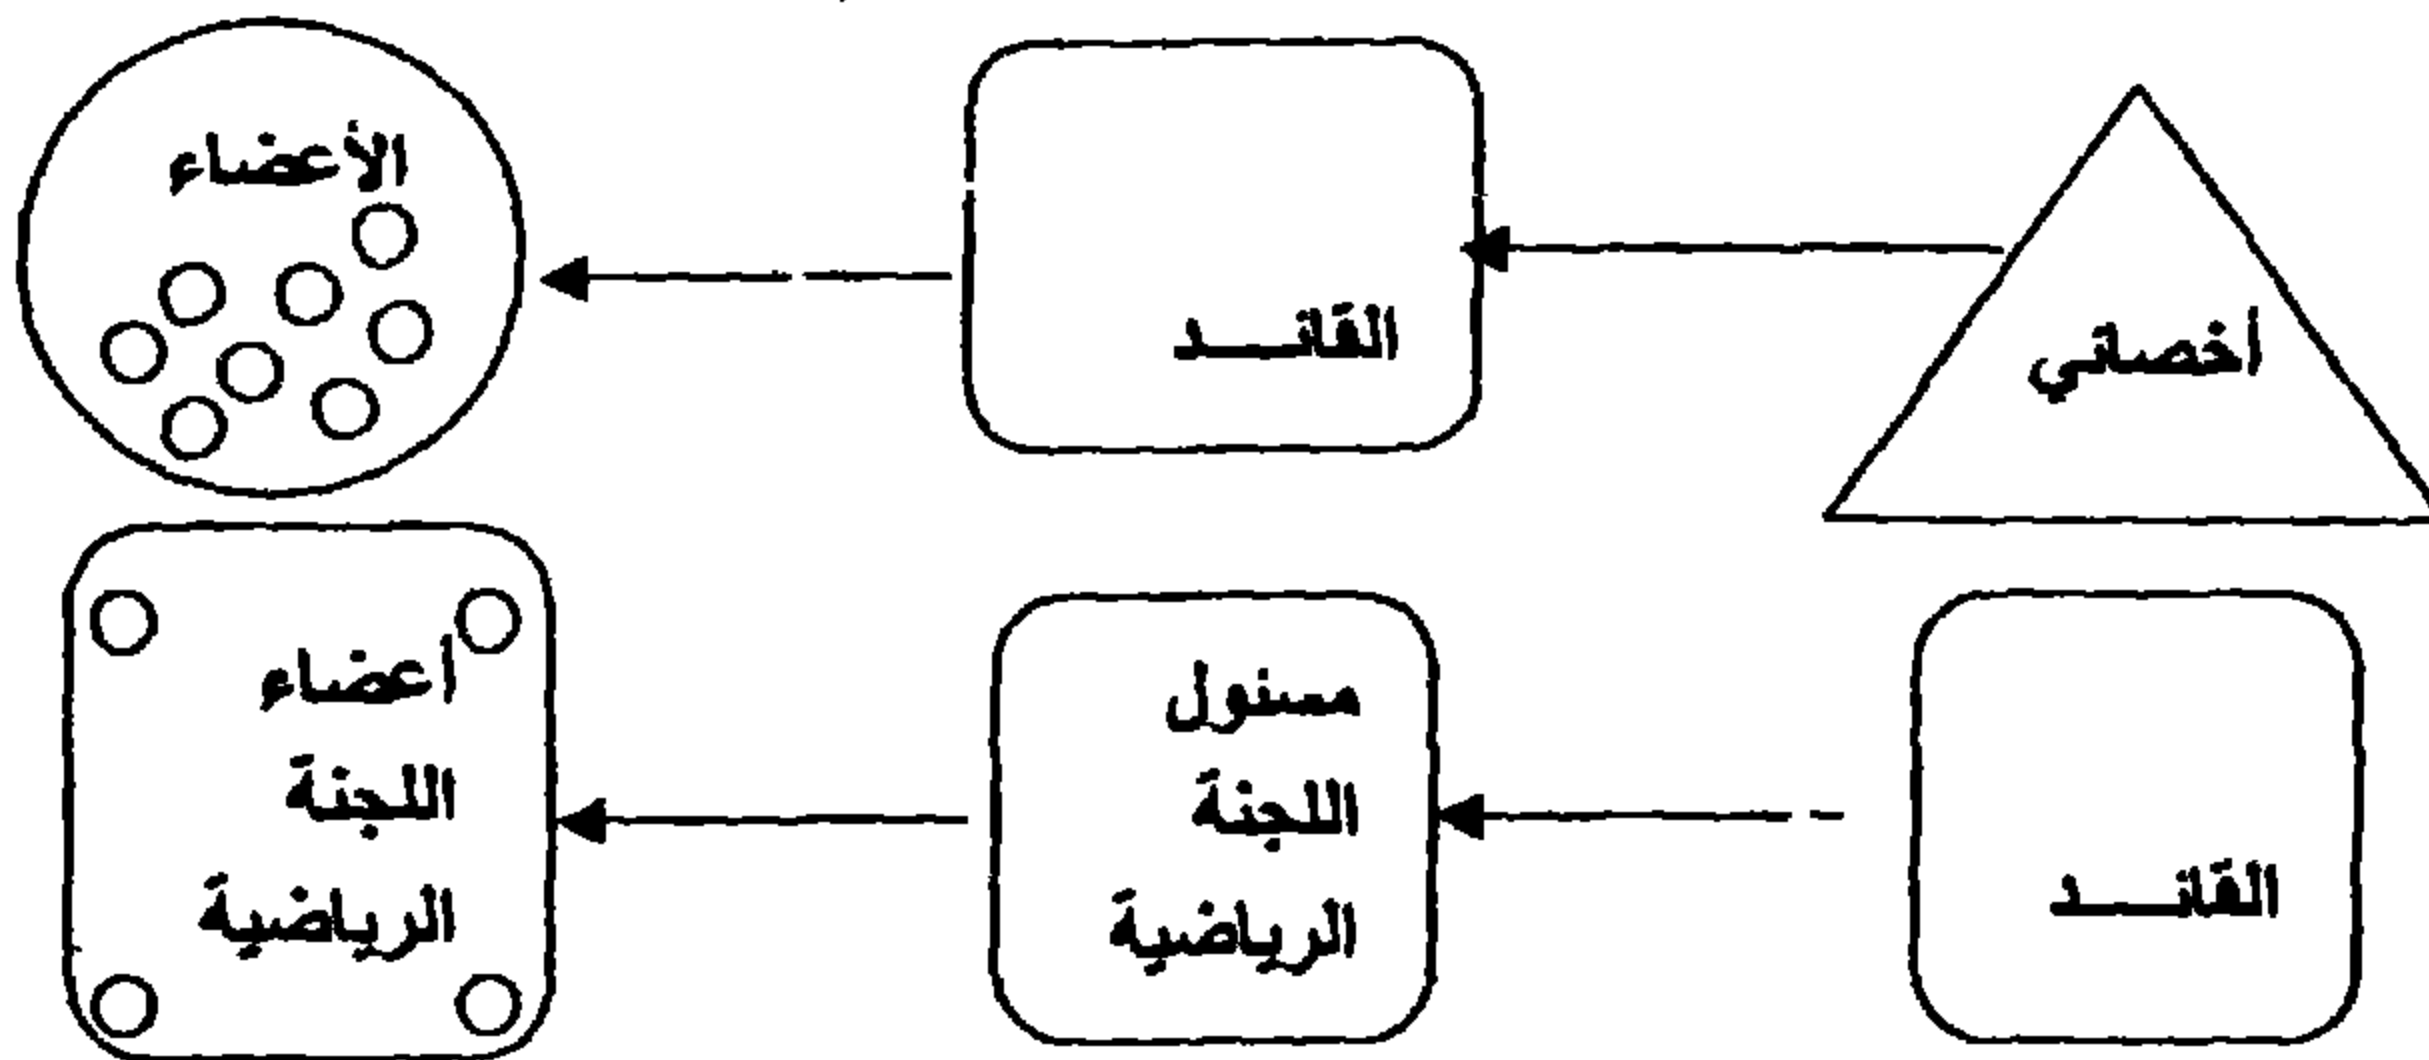 أخصائي
القائـــد
الأعضاء
القائـــد
مسئول
اللجنة
الرياضية
أعضاء
اللجنة
الرياضية